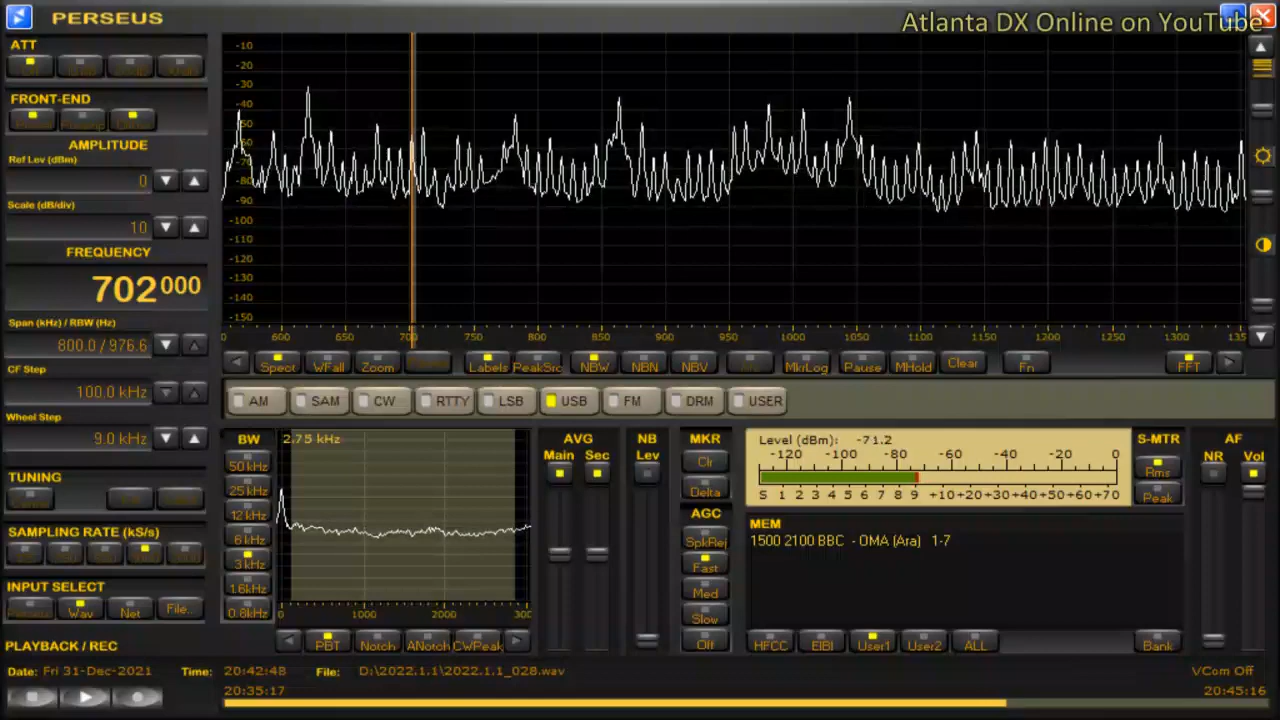 PERSEUS
Atlanta DX Online on YouTube
ATT
FRONT-END
AMPLITUDE
Ref Lev (dBm)
0
Scale (dB/div)
10
FREQUENCY
702000
Span (kHz) / RBW (Hz)
800.0 / 976.6
CF Step
100.0 kHz
Wheel Step
9.0 kHz
TUNING
SAMPLING RATE (kS/s)
INPUT SELECT
Wav Net File..
-10
-20
-30
-40
-50
-60
-70
-80
-90
-100
-110
-120
-130
-140
-150
600 650 700 750 800 850 900 950 1000 1050 1100 1150 1200 1250 1300
Spect WFall Zoom Labels PeakSrc NBW NBN NBV MkrLog Pause MHold Clear Fn FFT
AM SAM CW RTTY LSB USB FM DRM USER
BW
50 kHz
25 kHz
12 kHz
6 kHz
3 kHz
1.6kHz
0.8kHz
2.75 kHz
0 1000 2000
PBT Notch ANotch CWPeak
AVG
Main Sec
NB
Lev
MKR
Clr
Delta
AGC
SpkRej
Fast
Med
Slow
Off
Level (dBm): -71.2
-120 -100 -80 -60 -40 -20 0
S 1 2 3 4 5 6 7 8 9 +10+20+30+40+50+60+70
S-MTR
Rms
Peak
AF
NR Vol
MEM
1500 2100 BBC - OMA (Ara) 1-7
HFCC EIBI User1 User2 ALL Bank
PLAYBACK / REC
Date: Fri 31-Dec-2021 Time: 20:42:48 File: D:\2022.1.1\2022.1.1_028.wav
VCom Off
20:35:17
20:45:16